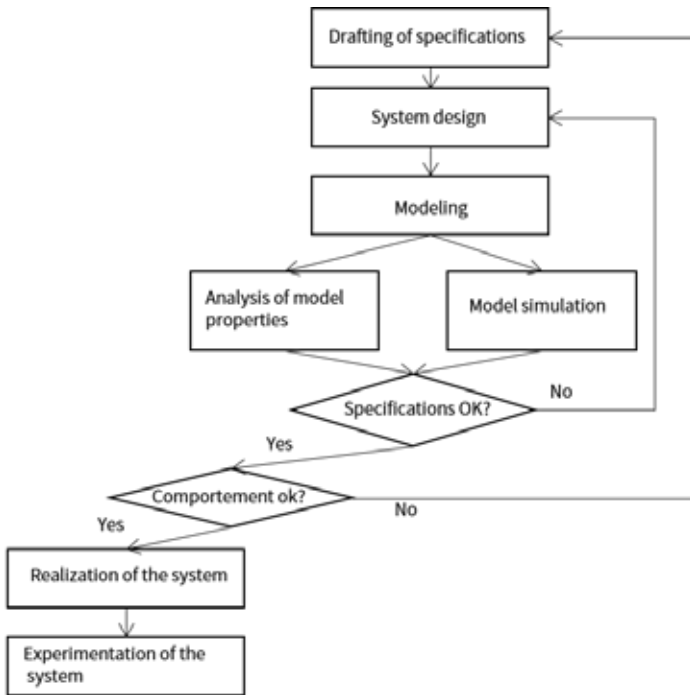 Drafting of specifications
System design
Modeling
Analysis of model
properties
Model simulation
Specifications OK?
No
Yes
Comportement ok?
No
Yes
Realization of the system
Experimentation of the
system